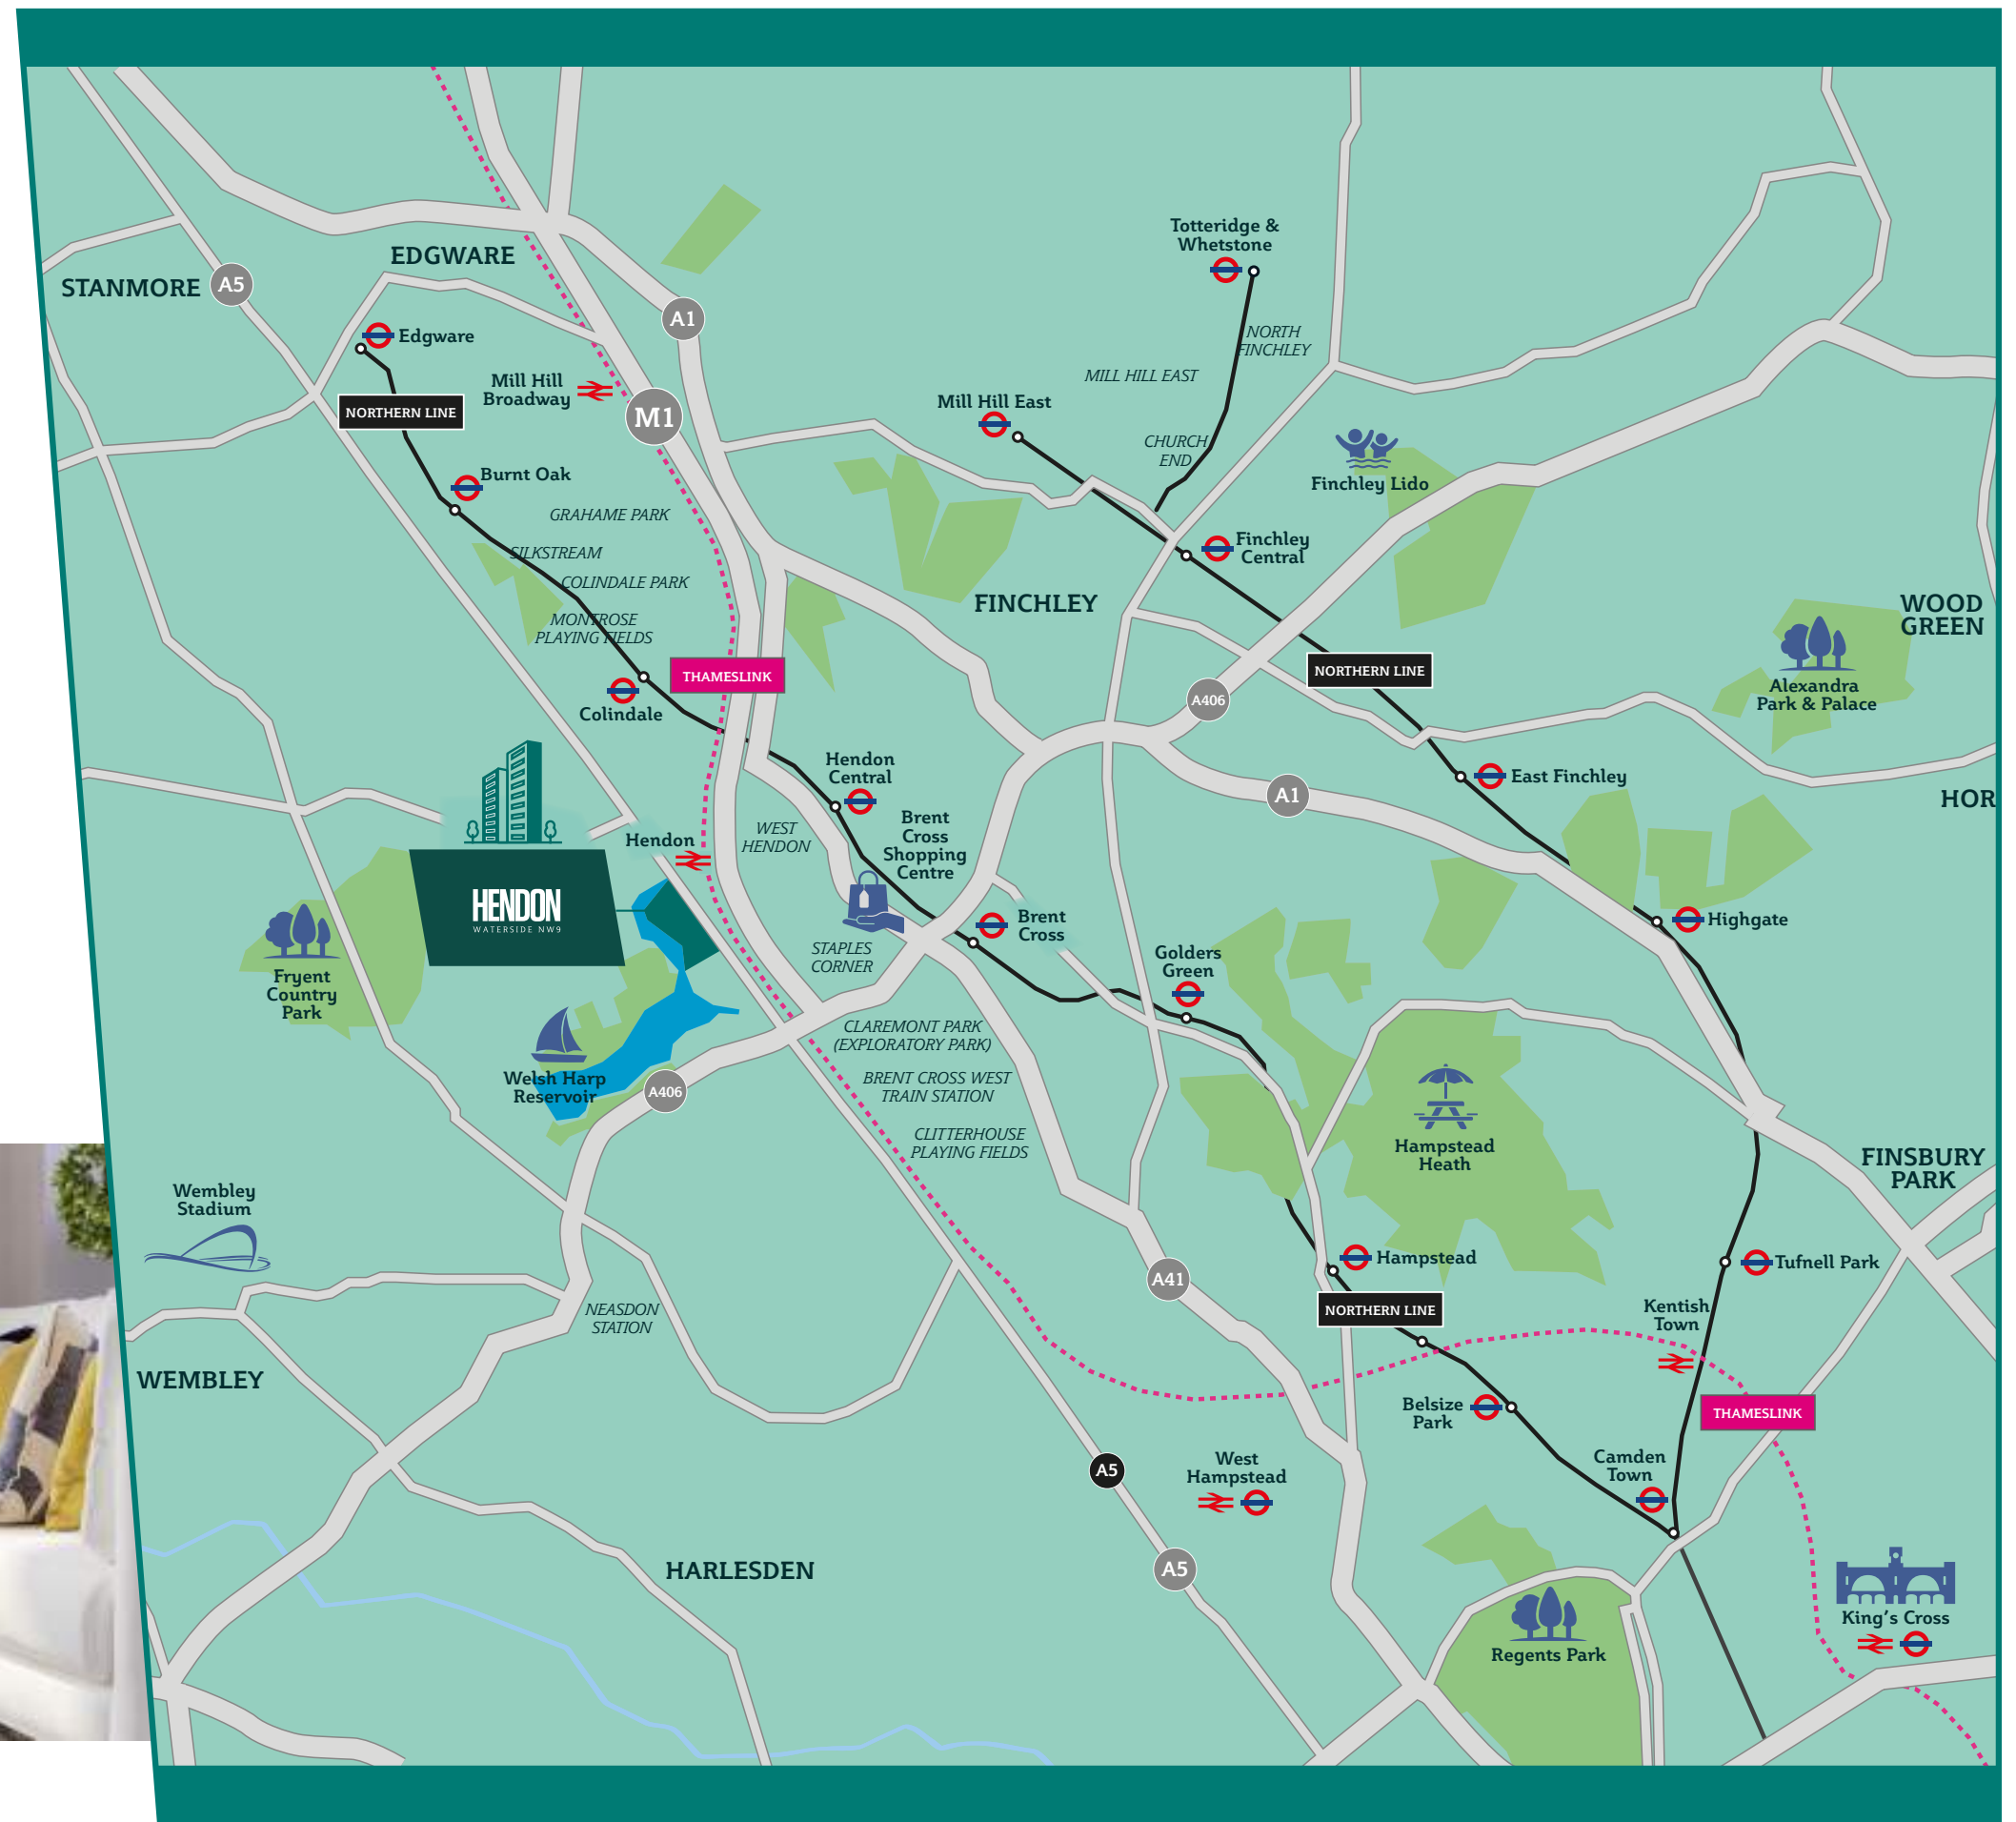 EDGWARE
STANMORE
A5
A1
Edgware
NORTHERN LINE
Mill Hill
Broadway
M1
Burnt Oak
GRAHAME PARK
SILKSTREAM
COLINDALE PARK
MONTROSE
PLAYING FIELDS
THAMESLINK
Colindale
Totteridge &
Whetstone
NORTH
FINCHLEY
MILL HILL EAST
Mill Hill East
CHURCH
END
Finchley Lido
Finchley
Central
FINCHLEY
NORTHERN LINE
A406
WOOD
GREEN
Alexandra
Park & Palace
East Finchley
A1
HOR
Hendon
Central
Brent
Cross
Shopping
Centre
WEST
HENDON
Hendon
HENDON
WATERSIDE NW9
Fryent
Country
Park
Welsh Harp
Reservoir
A406
STAPLES
CORNER
Brent
Cross
Golders
Green
Highgate
CLAREMONT PARK
(EXPLORATORY PARK)
BRENT CROSS WEST
TRAIN STATION
CLITTERHOUSE
PLAYING FIELDS
Hampstead
Heath
FINSBURY
PARK
Wembley
Stadium
WEMBLEY
NEASDON
STATION
A41
Hampstead
NORTHERN LINE
Tufnell Park
Kentish
Town
THAMESLINK
Belsize
Park
Camden
Town
A5
West
Hampstead
A5
HARLESDEN
Regents Park
King's Cross